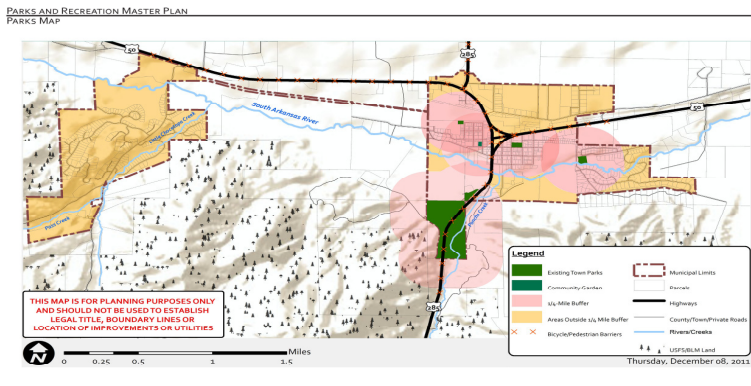 Parks and Recreation Master Plan
Parks Map
50
285
South Arkansas River
50
Pass Creek
285
Legend
Existing Town Parks
Community Garden
1/4-Mile Buffer
Areas Outside 1/4 Mile Buffer
Bicycle/Pedestrian Barriers
Municipal Limits
Parcels
Highways
County/Town/Private Roads
Rivers/Creeks
USFS/BLM Land
THIS MAP IS FOR PLANNING PURPOSES ONLY
AND SHOULD NOT BE USED TO ESTABLISH
LEGAL TITLE, BOUNDARY LINES OR
LOCATION OF IMPROVEMENTS OR UTILITIES
N
Miles
0 0.25 0.5 1 1.5
Thursday, December 08, 2011